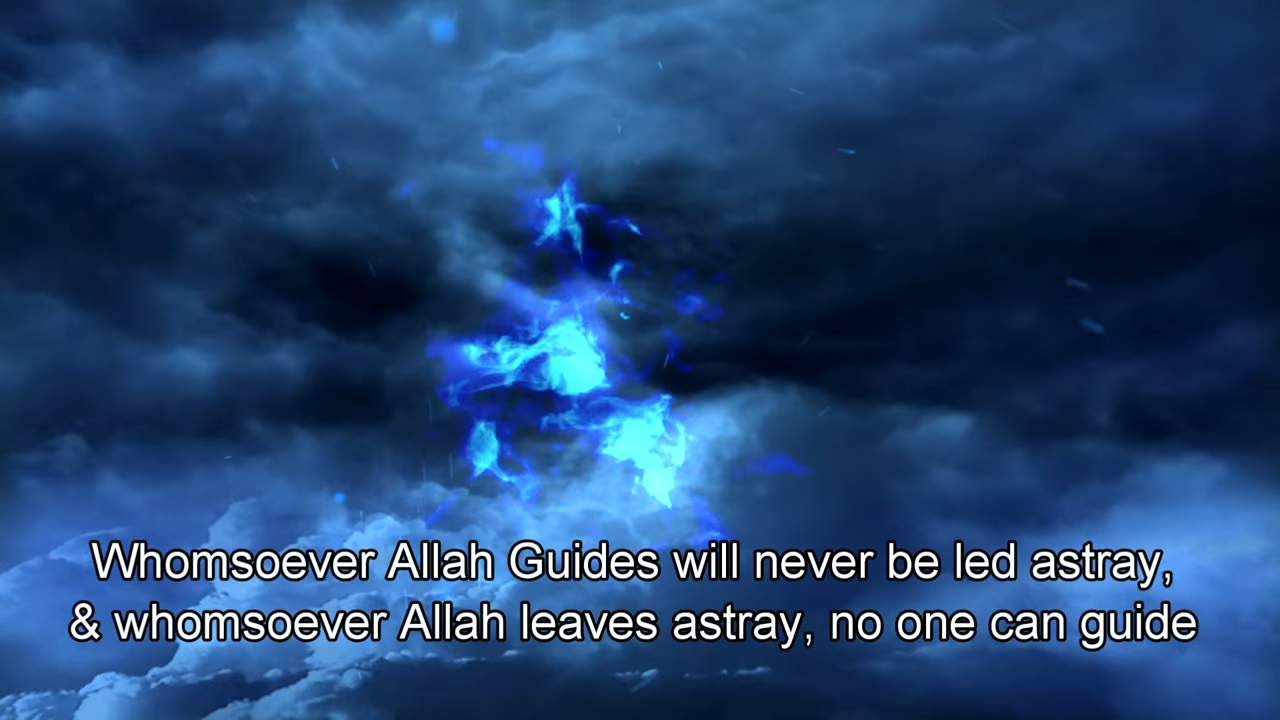 Whomsoever Allah Guides will never be led astray,
& whomsoever Allah leaves astray, no one can guide